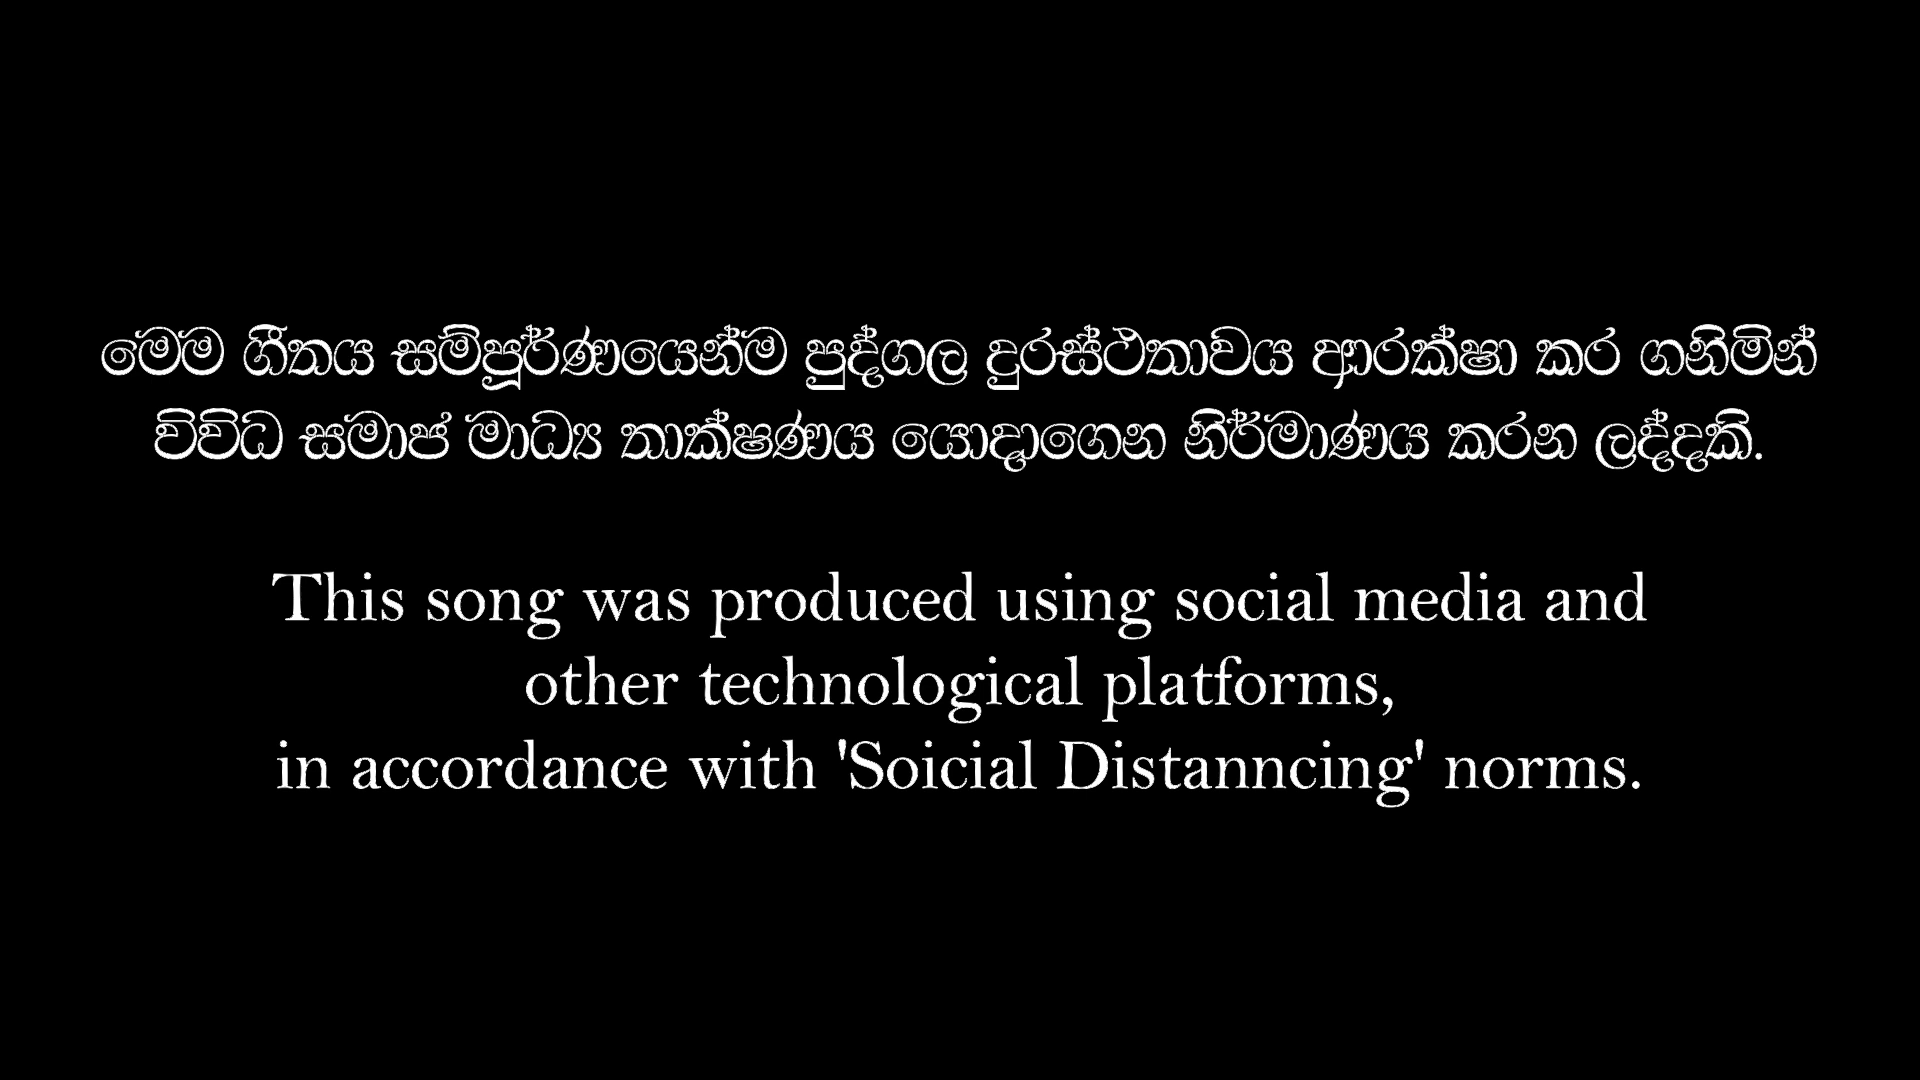 මෙම ගීතය සම්පූර්ණයෙන්ම පුද්ගල දුරස්ථතාවය ආරක්ෂා කර ගනිමින්
විවිධ සමාජ් මාධ්‍ය තාක්ෂණය යොදාගෙන නිර්මාණය කරන ලද්දකි.
This song was produced using social media and
other technological platforms,
in accordance with 'Soicial Distanncing' norms.